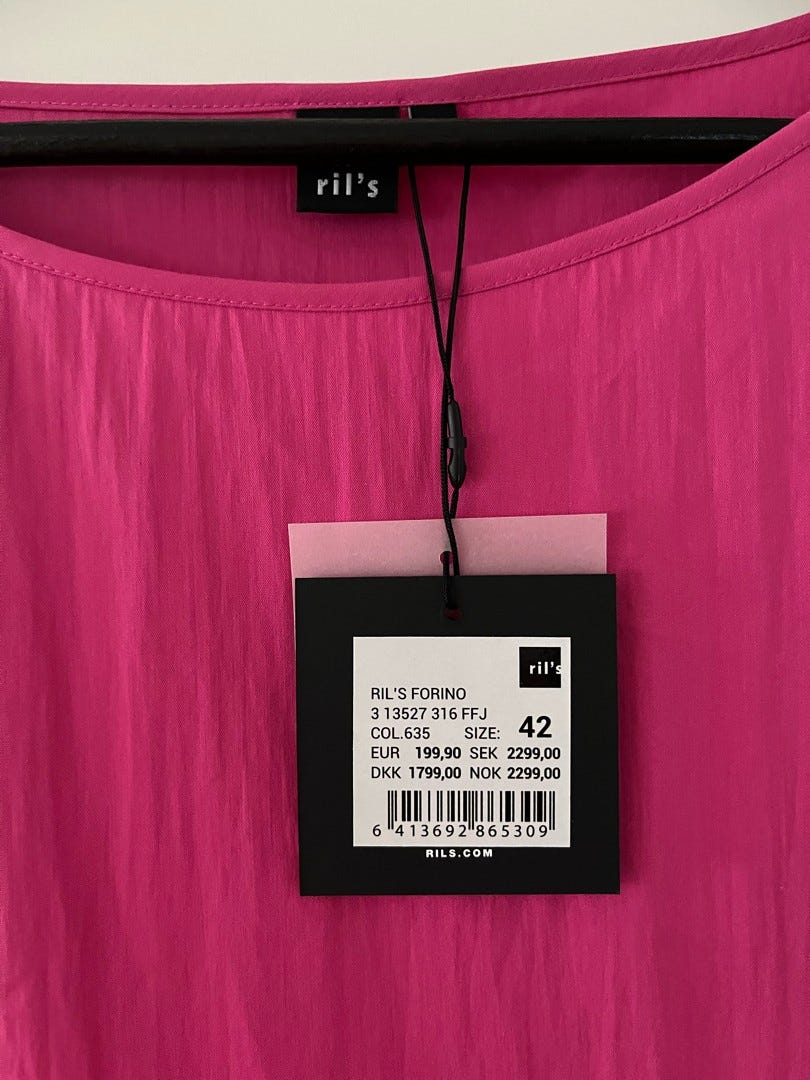 ril's
ril's
RIL'S FORINO
3 13527 316 FFJ
COL.635 SIZE: 42
EUR 199,90 SEK 2299,00
DKK 1799,00 NOK 2299,00
6 413692 865309
RILS.COM